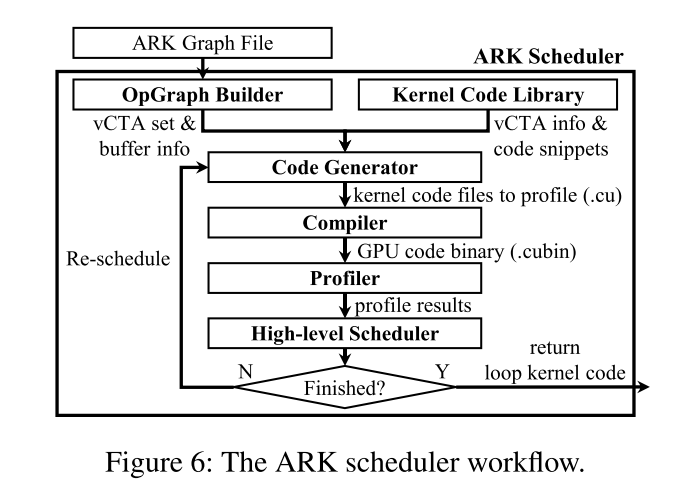 ARK Graph File
ARK Scheduler
OpGraph Builder
Kernel Code Library
vCTA set &
buffer info
vCTA info &
code snippets
Code Generator
kernel code files to profile (.cu)
Compiler
GPU code binary (.cubin)
Re-schedule
Profiler
profile results
High-level Scheduler
return
loop kernel code
N
Y
Finished?
Figure 6: The ARK scheduler workflow.